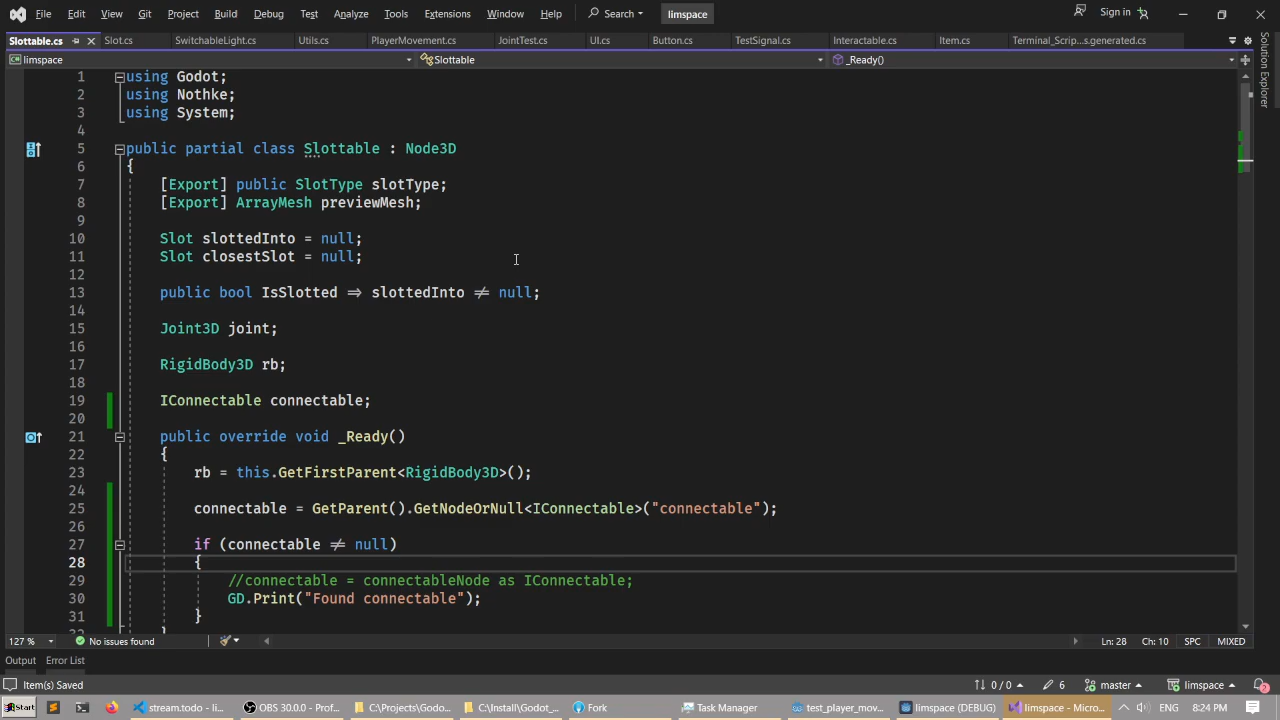 File Edit View Git Project Build Debug Test Analyze Tools Extensions Window Help Search limspace Sign in
Slottable.cs Slot.cs SwitchableLight.cs Utils.cs PlayerMovement.cs JointTest.cs UI.cs Button.cs TestSignal.cs Interactable.cs Item.cs Terminal_Scrip...s.generated.cs
limspace Slottable _Ready()
Solution Explorer
1 using Godot;
2 using Nothke;
3 using System;
4
5 public partial class Slottable : Node3D
6 {
7 [Export] public SlotType slotType;
8 [Export] ArrayMesh previewMesh;
9
10 Slot slottedInto = null;
11 Slot closestSlot = null;
12
13 public bool IsSlotted => slottedInto != null;
14
15 Joint3D joint;
16
17 RigidBody3D rb;
18
19 IConnectable connectable;
20
21 public override void _Ready()
22 {
23 rb = this.GetFirstParent<RigidBody3D>();
24
25 connectable = GetParent().GetNodeOrNull<IConnectable>("connectable");
26
27 if (connectable != null)
28 {
29 //connectable = connectableNode as IConnectable;
30 GD.Print("Found connectable");
31 }
32 }
127 % No issues found Ln: 28 Ch: 10 SPC MIXED
Output Error List
Item(s) Saved 0 / 0 6 master limspace 2
Start stream.todo - li... OBS 30.0.0 - Prof... C:\Projects\Godo... C:\Install\Godot_... Fork Task Manager test_player_mov... limspace (DEBUG) limspace - Micros... 8:24 PM